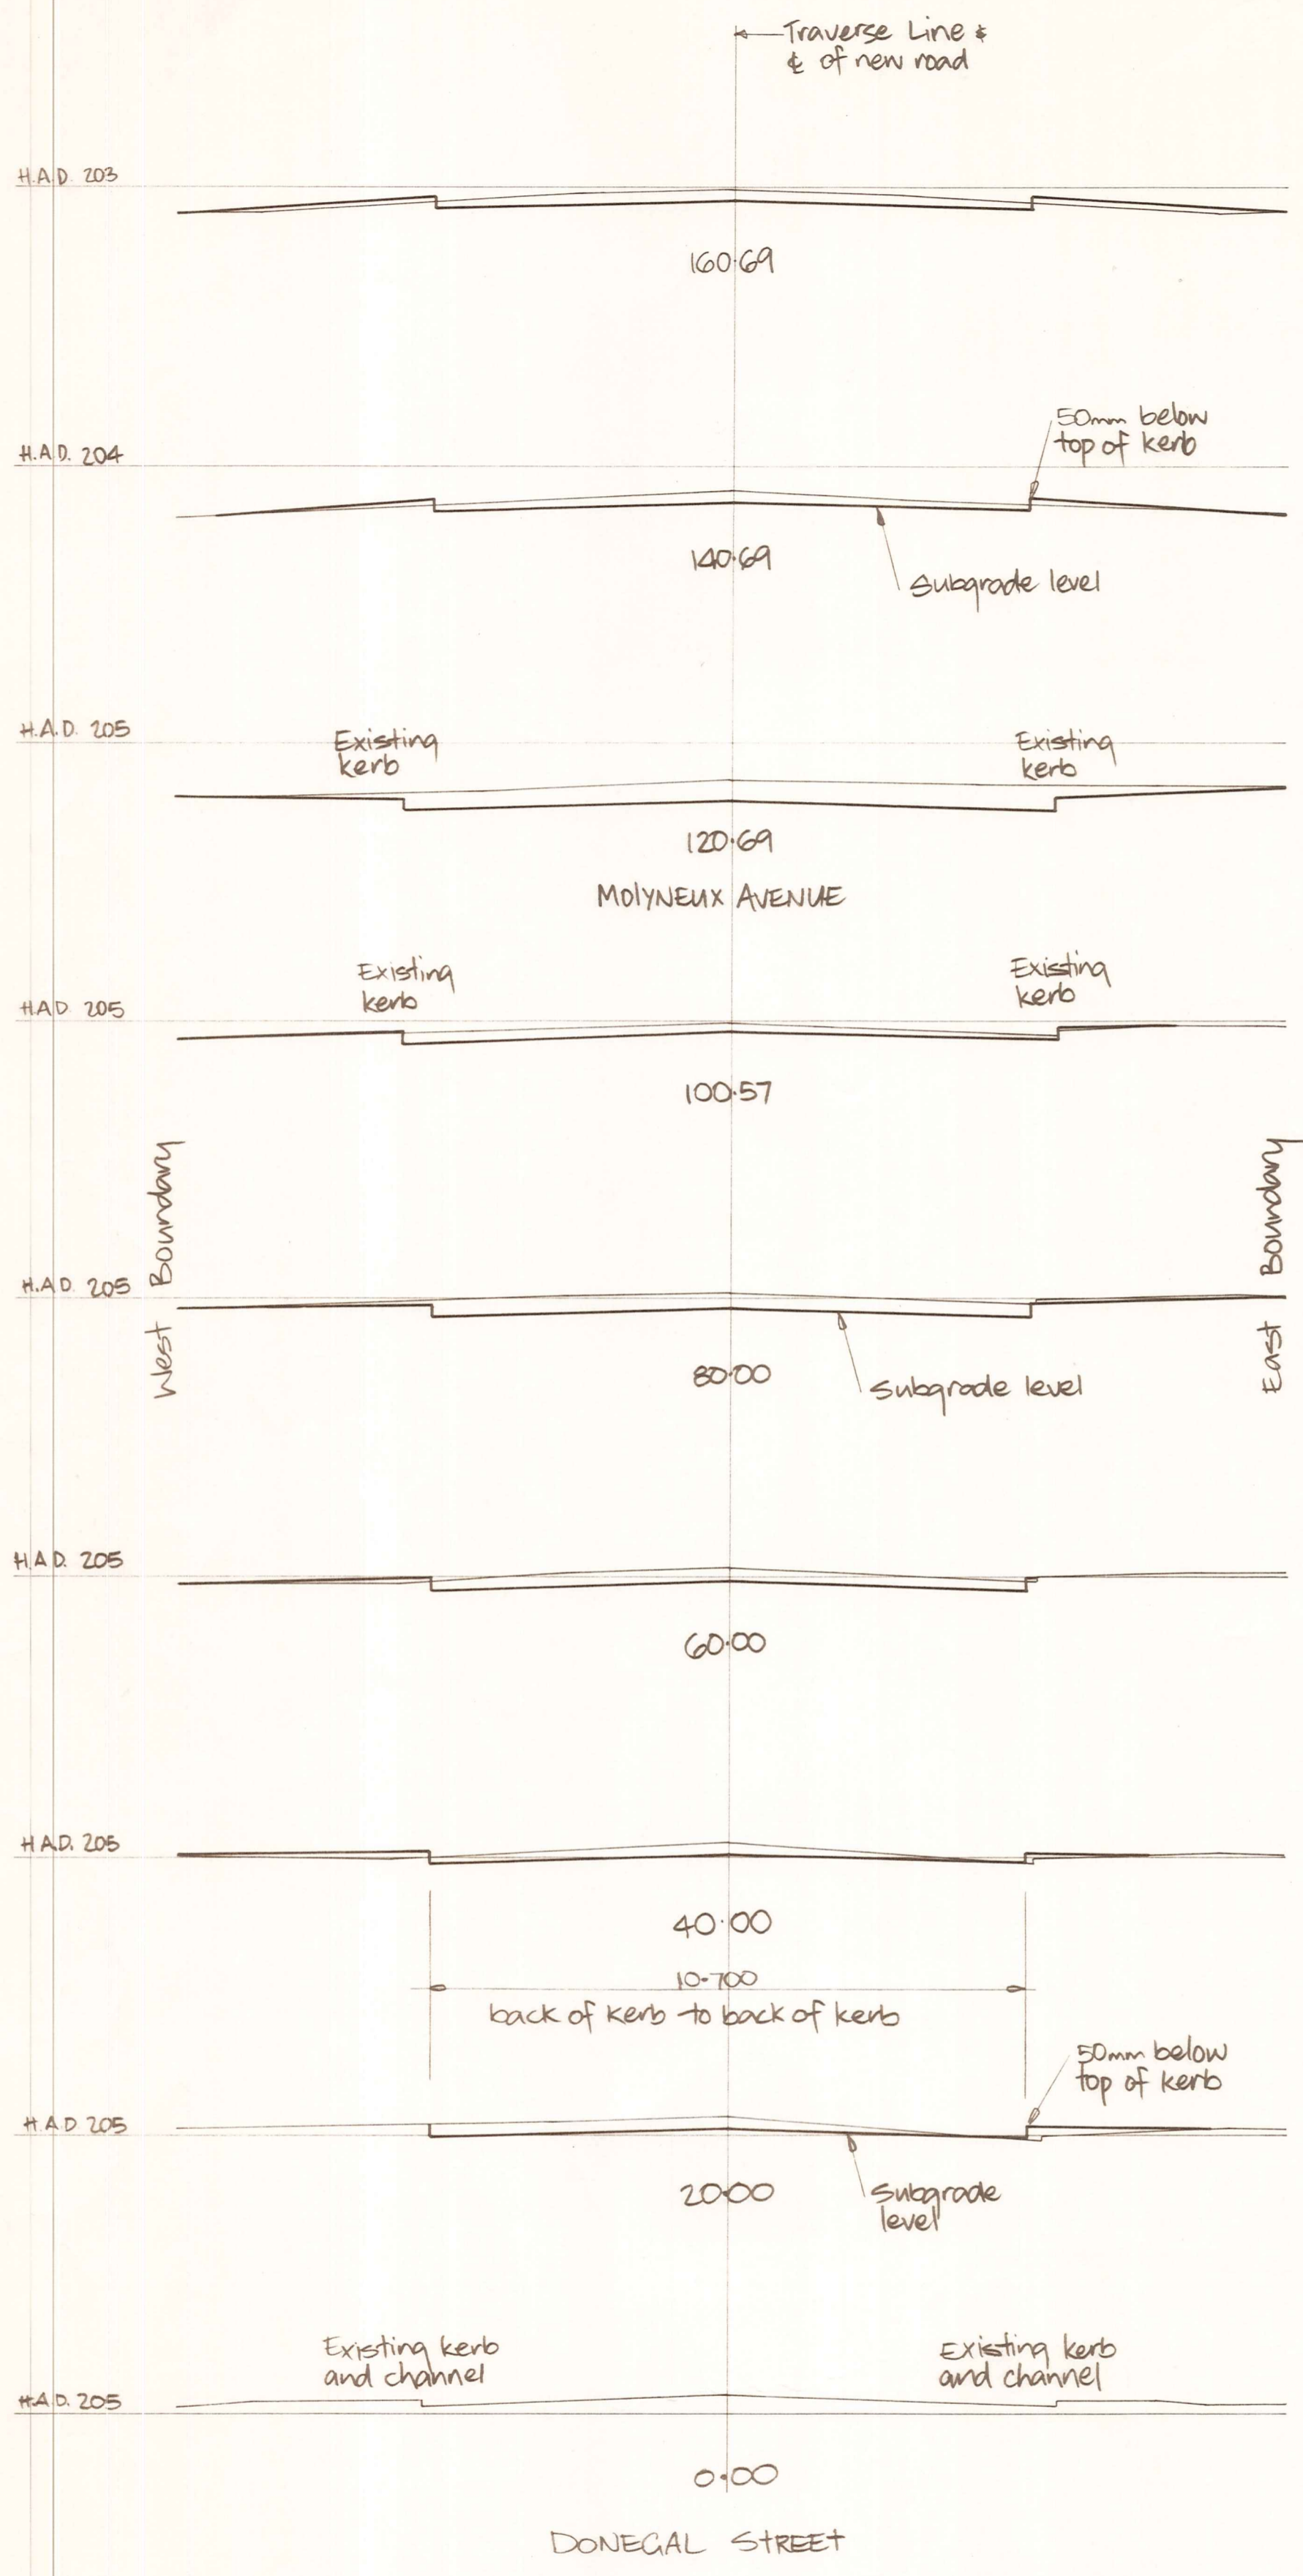 Traverse Line &
℄ of new road
H.A.D. 203
160.69
50mm below
top of kerb
H.A.D. 204
140.69
Subgrade level
H.A.D. 205
Existing
kerb
Existing
kerb
120.69
MOLYNEUX AVENUE
Existing
kerb
Existing
kerb
H.A.D. 205
100.57
West Boundary
East Boundary
H.A.D. 205
80.00
Subgrade level
H.A.D. 205
60.00
H.A.D. 205
40.00
10.700
back of kerb to back of kerb
50mm below
top of kerb
H.A.D 205
20.00
Subgrade
level
Existing kerb
and channel
Existing kerb
and channel
H.A.D. 205
0.00
DONEGAL STREET